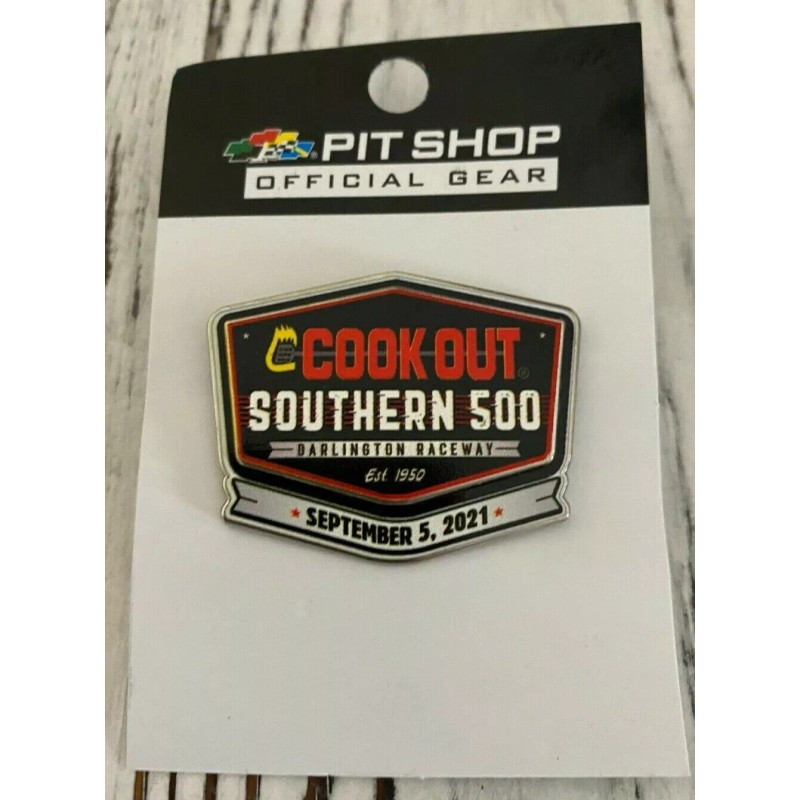 PIT SHOP
OFFICIAL GEAR
COOK OUT®
SOUTHERN 500
DARLINGTON RACEWAY
Est. 1950
SEPTEMBER 5, 2021